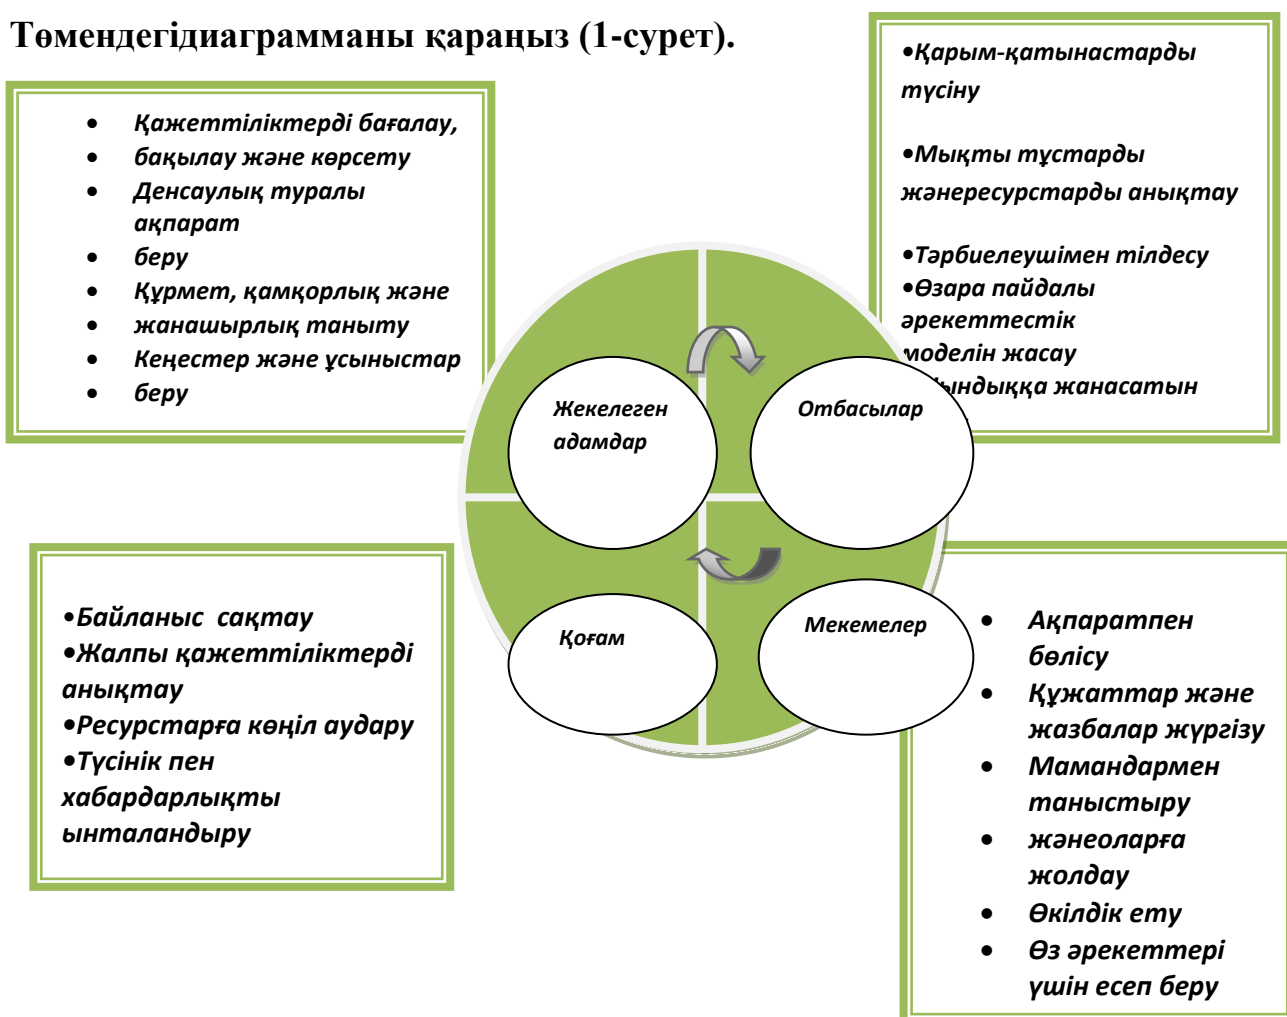 Төмендегідиаграмманы қараңыз (1-сурет).
• Қажеттіліктерді бағалау,
• бақылау және көрсету
• Денсаулық туралы
ақпарат
• беру
• Құрмет, қамқорлық және
• жанашырлық таныту
• Кеңестер және ұсыныстар
• беру
•Қарым-қатынастарды
түсіну
•Мықты тұстарды
жәнересурстарды анықтау
•Тәрбиелеушімен тілдесу
•Өзара пайдалы
әрекеттестік
моделін жасау
жанасатын
Жекелеген
адамдар
Отбасылар
Қоғам
Мекемелер
•Байланыс сақтау
•Жалпы қажеттіліктерді
анықтау
•Ресурстарға көңіл аудару
•Түсінік пен
хабардарлықты
ынталандыру
• Ақпаратпен
бөлісу
• Құжаттар және
жазбалар жүргізу
• Мамандармен
таныстыру
• жәнеоларға
жолдау
• Өкілдік ету
• Өз әрекеттері
үшін есеп беру